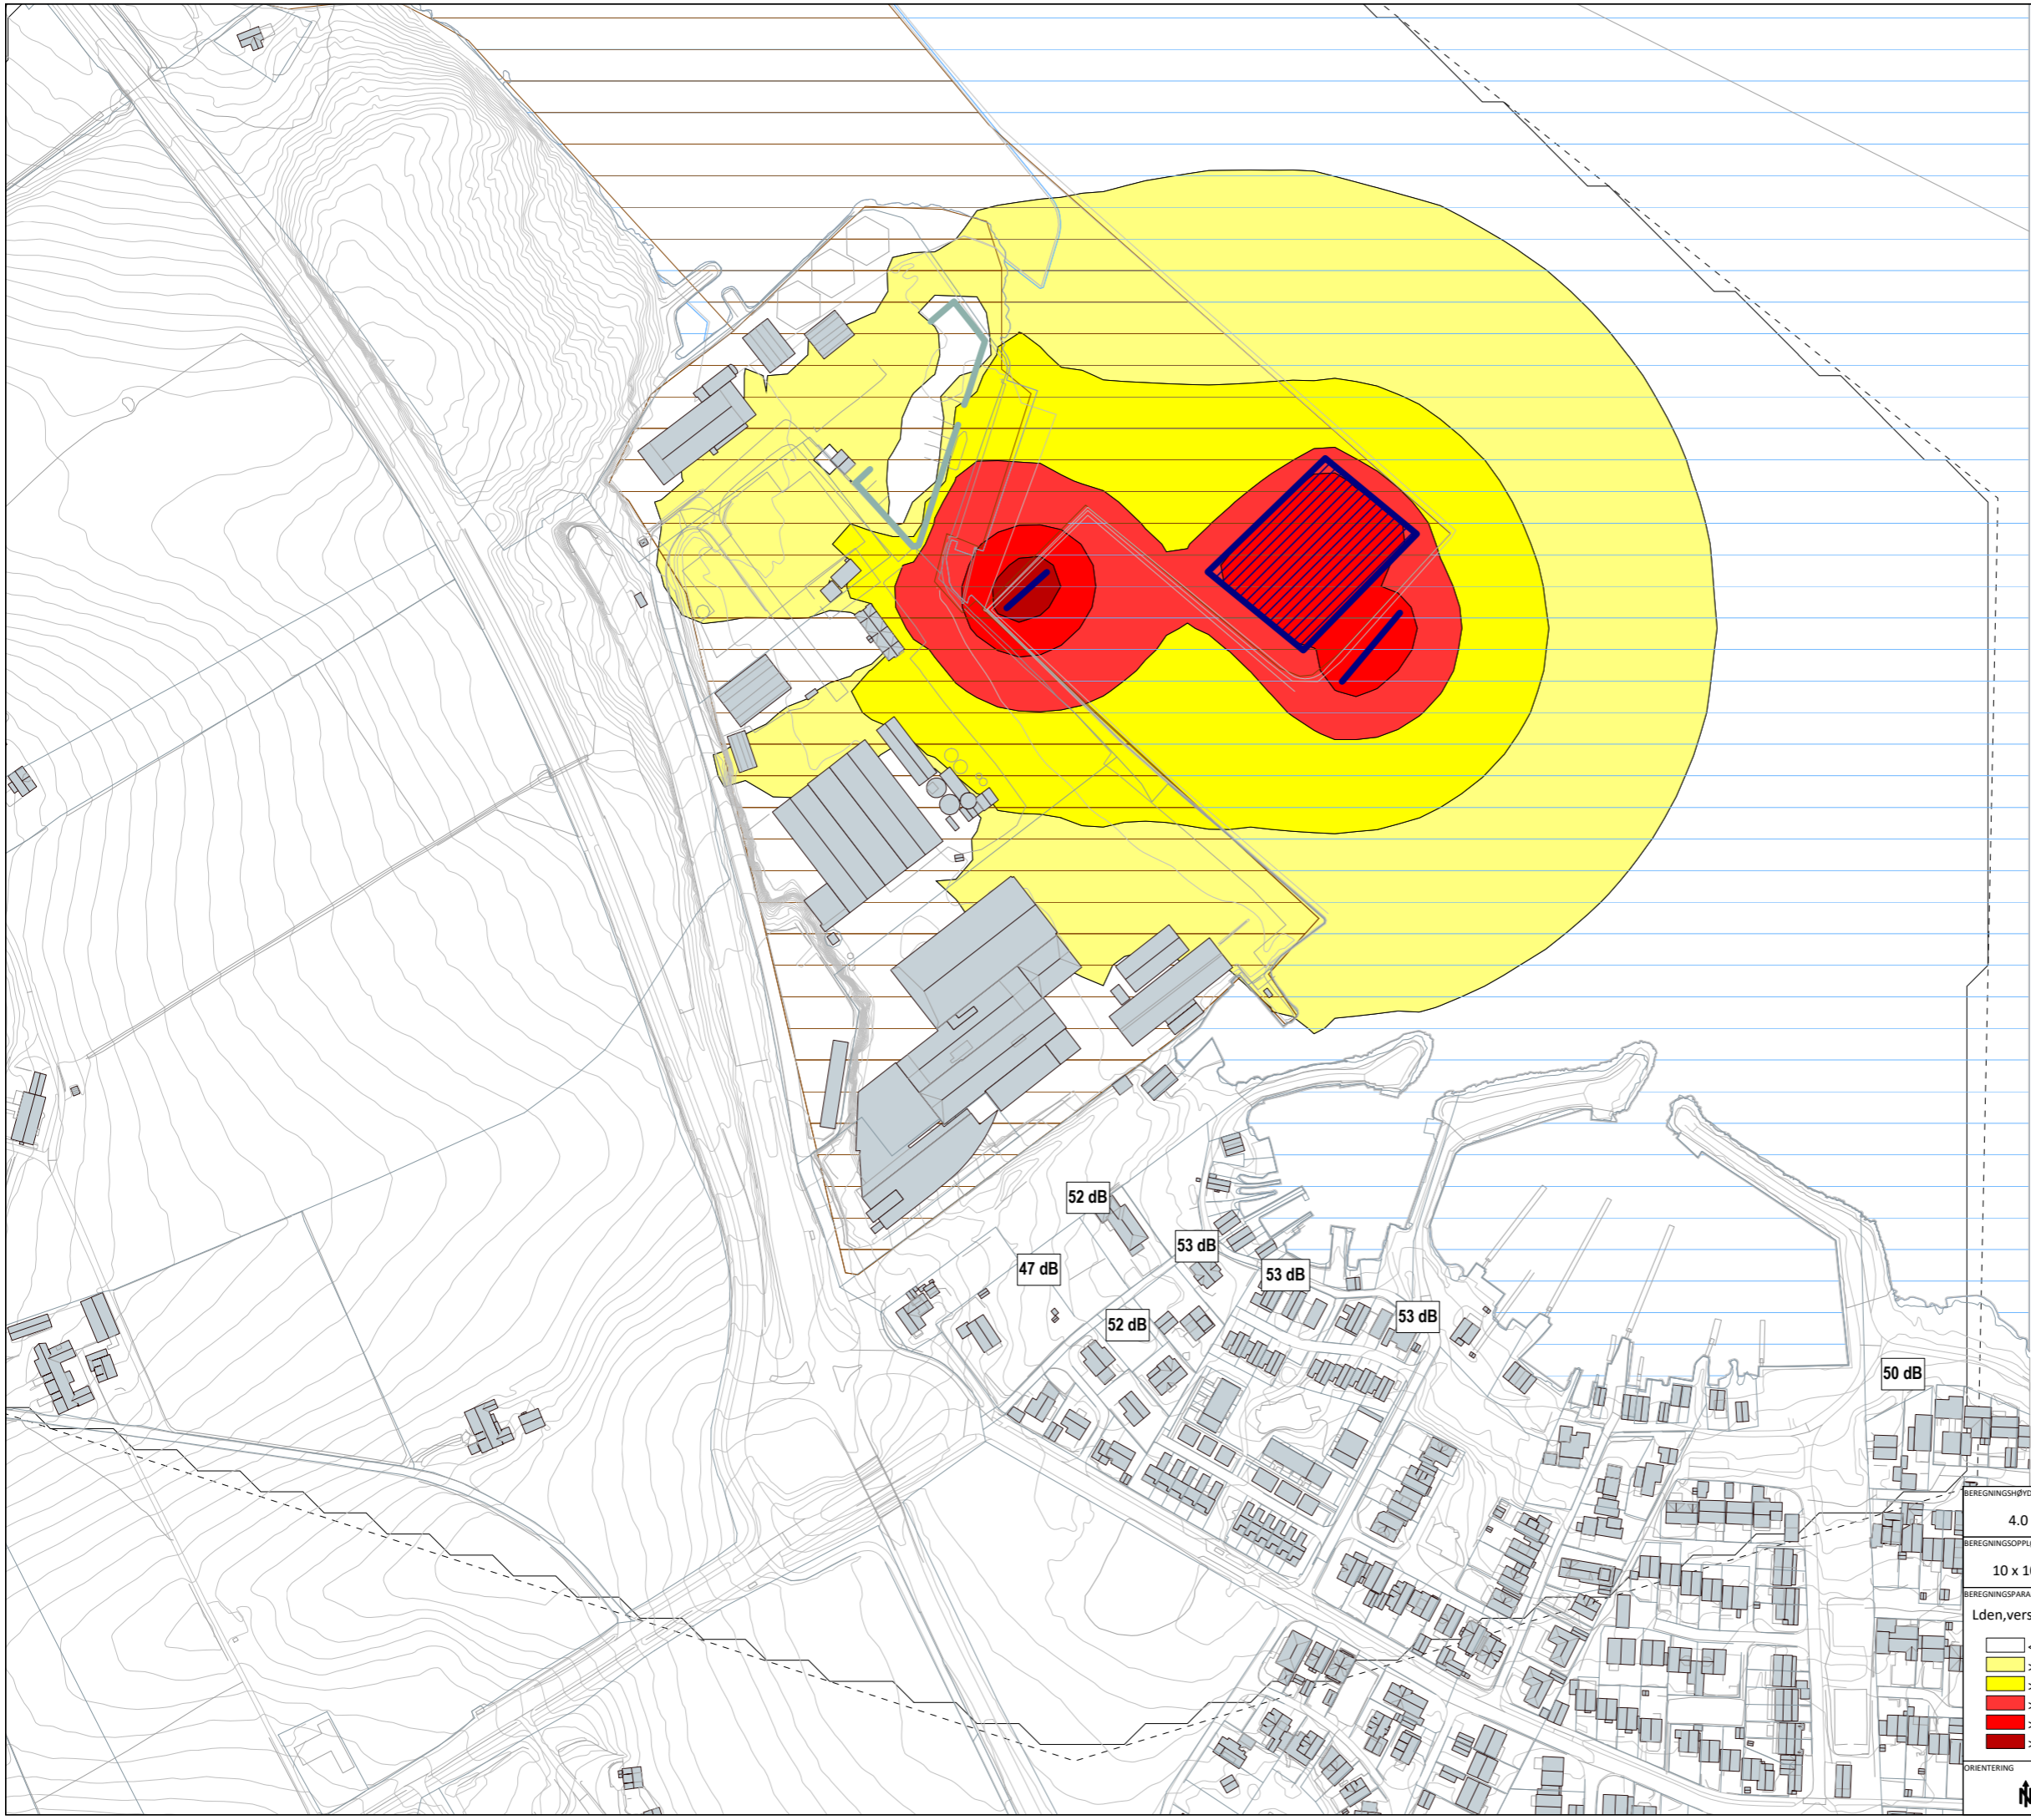 52 dB
53 dB
47 dB
53 dB
52 dB
53 dB
50 dB
BEREGNINGSHØYD
4.0
BEREGNINGSOPPL
10 x 1
BEREGNINGSPARA
Lden,vers
<
>
>
>
>
>
ORIENTERING
N